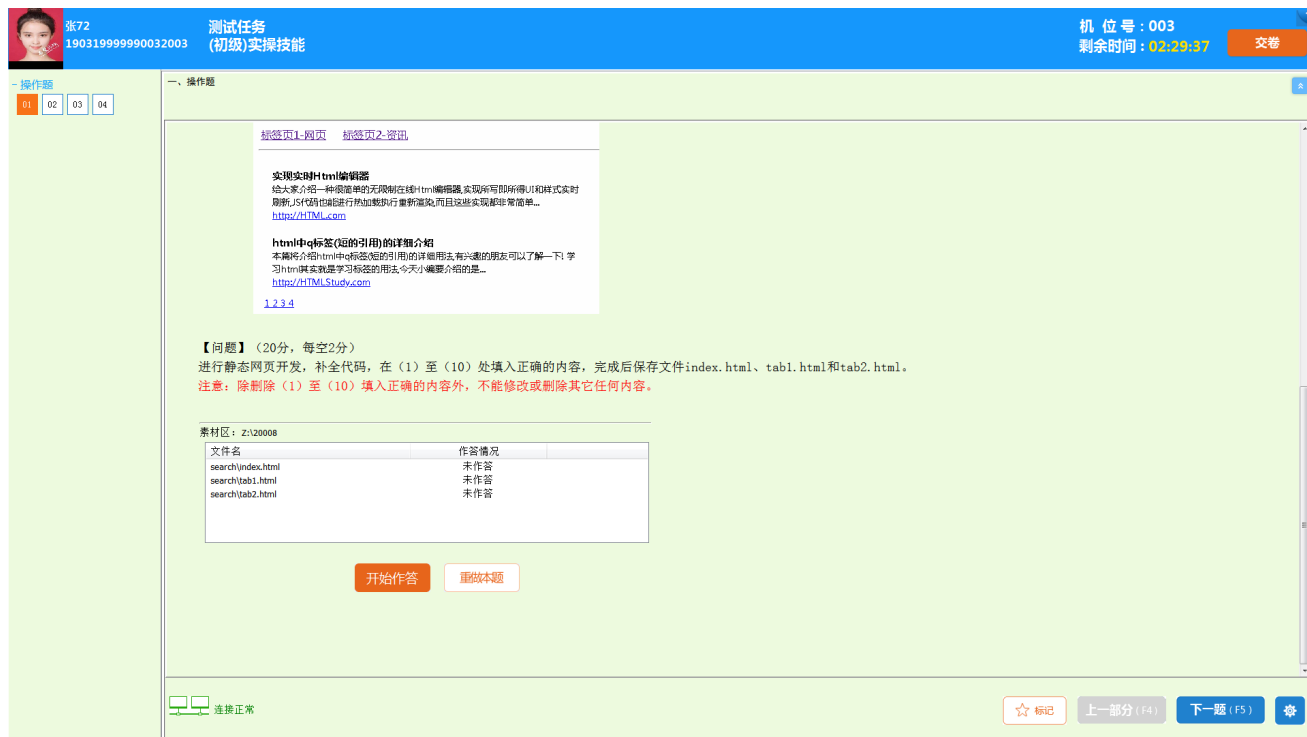 张72
190319999990032003
测试任务
(初级)实操技能
机 位 号：003
剩余时间：02:29:37
交卷
- 操作题
01 02 03 04
一、操作题
标签页1-网页 标签页2-资讯
实现实时Html编辑器
给大家介绍一种很简单的无限制在线Html编辑器,实现所写即所得UI和样式实时
刷新,JS代码也能进行热加载执行重新渲染,而且这些实现都非常简单...
http://HTML.com
html中q标签(短的引用)的详细介绍
本篇将介绍html中q标签(短的引用)的详细用法,有兴趣的朋友可以了解一下! 学
习html其实就是学习标签的用法,今天小编要介绍的是...
http://HTMLStudy.com
1 2 3 4
【问题】（20分，每空2分）
进行静态网页开发，补全代码，在（1）至（10）处填入正确的内容，完成后保存文件index.html、tab1.html和tab2.html。
注意：除删除（1）至（10）填入正确的内容外，不能修改或删除其它任何内容。
素材区：Z:\20008
文件名 作答情况
search\index.html 未作答
search\tab1.html 未作答
search\tab2.html 未作答
开始作答 重做本题
连接正常
标记
上一部分(F4)
下一题(F5)